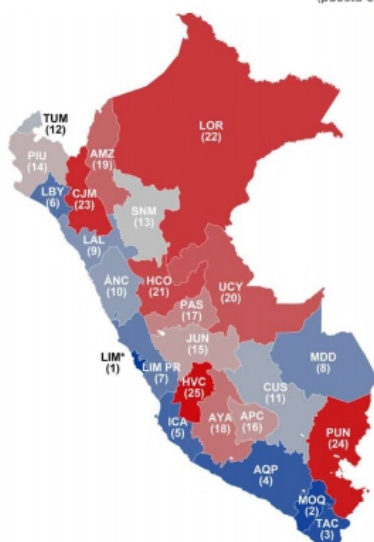 TUM
(12)
PIU
(14)
AMZ
(19)
LOR
(22)
LBY
(6)
CJM
(23)
SNM
(13)
LAL
(9)
ÁNC
(10)
HCO
(21)
UCY
(20)
PAS
(17)
JUN
(15)
LIM*
(1)
LIM PR
(7)
MDD
(8)
HVC
(25)
CUS
(11)
ICA
(5)
AYA
(18)
APC
(16)
PUN
(24)
AQP
(4)
MOQ
(2)
TAC
(3)